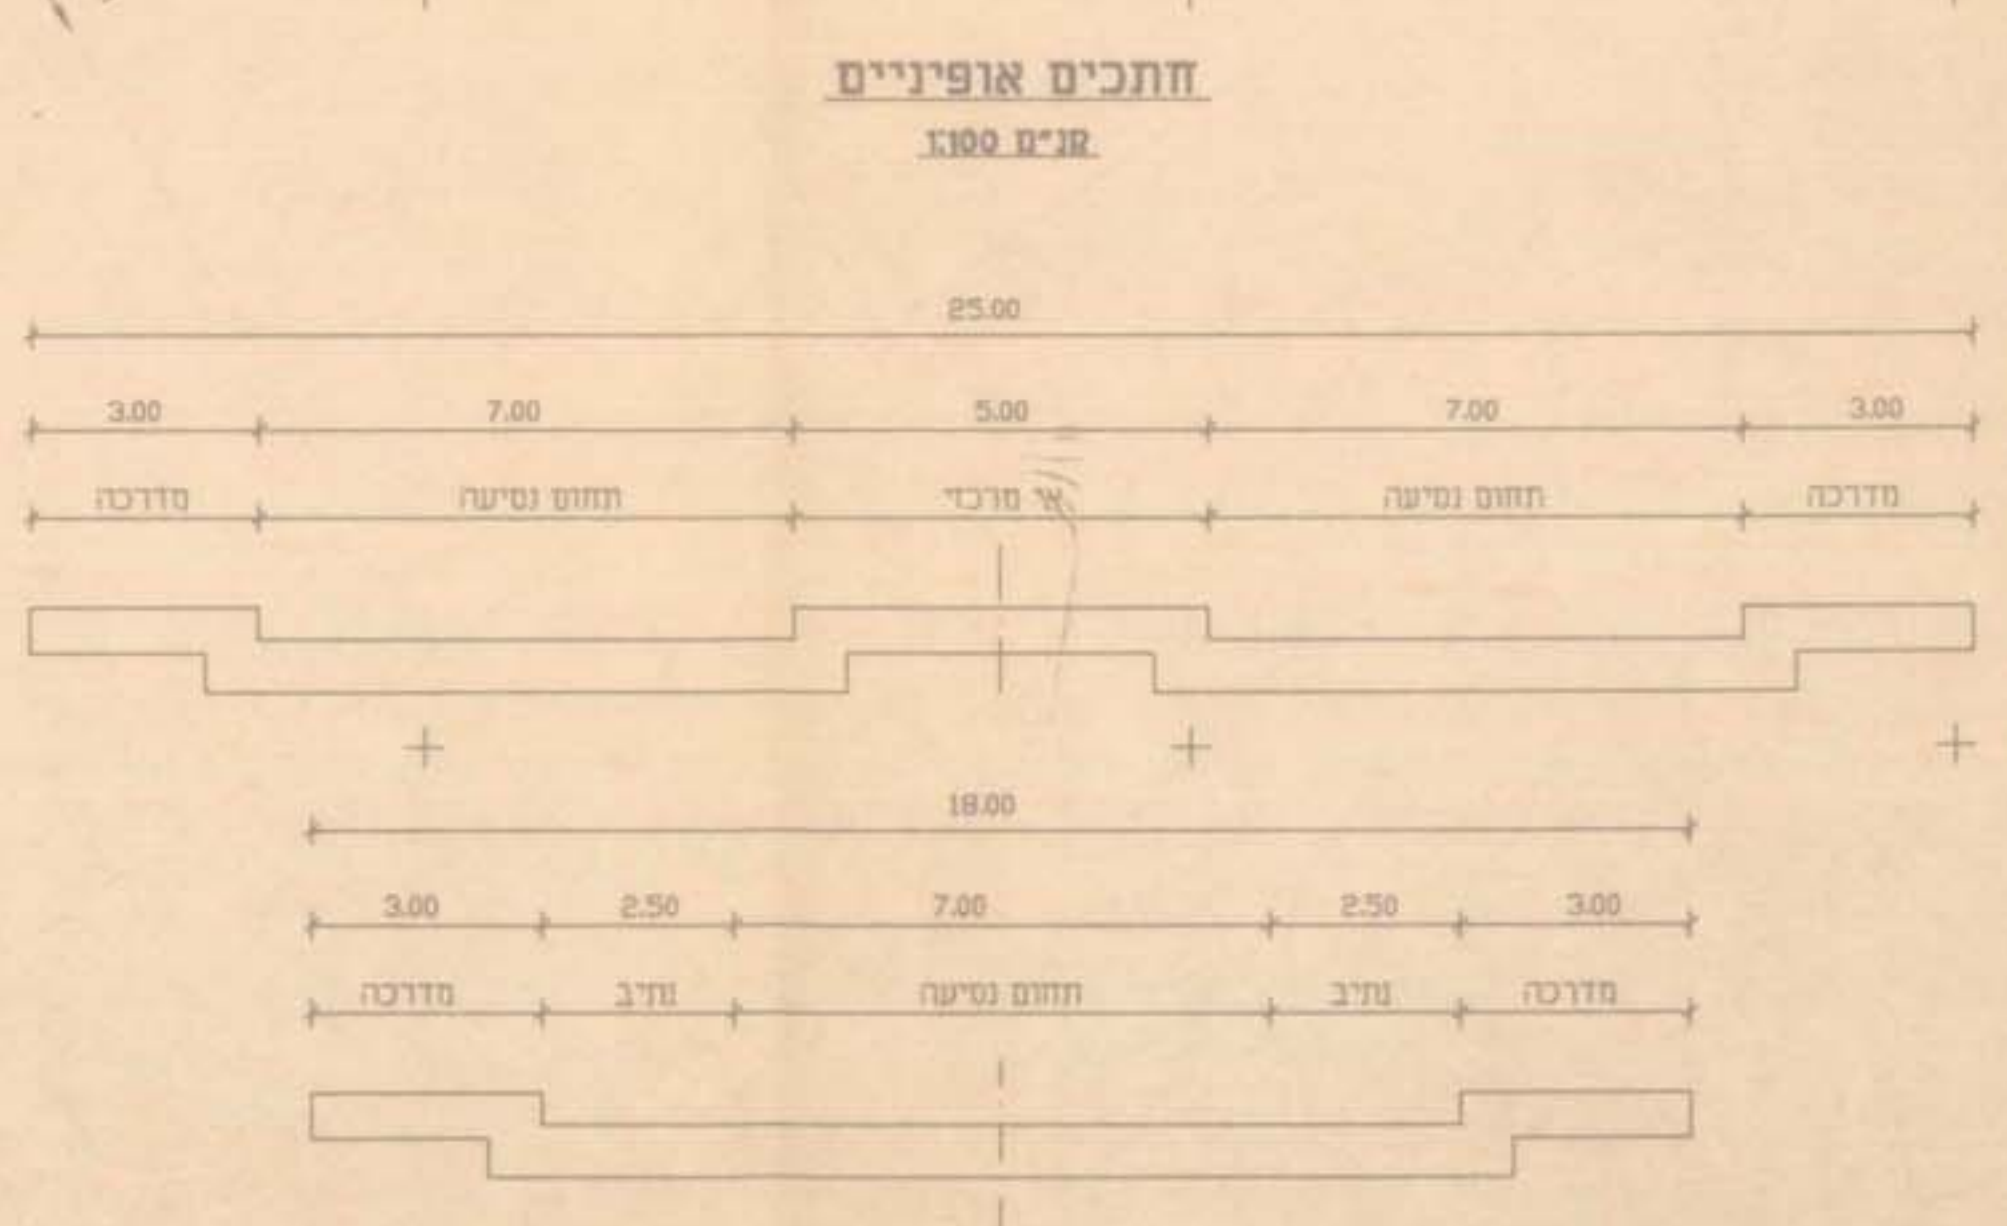 חתכים אופיניים
קנ"מ 1:100
25.00
3.00 7.00 5.00 7.00 3.00
מדרכה תחום נסיעה אי מרכזי תחום נסיעה מדרכה
18.00
3.00 2.50 7.00 2.50 3.00
מדרכה נתיב תחום נסיעה נתיב מדרכה